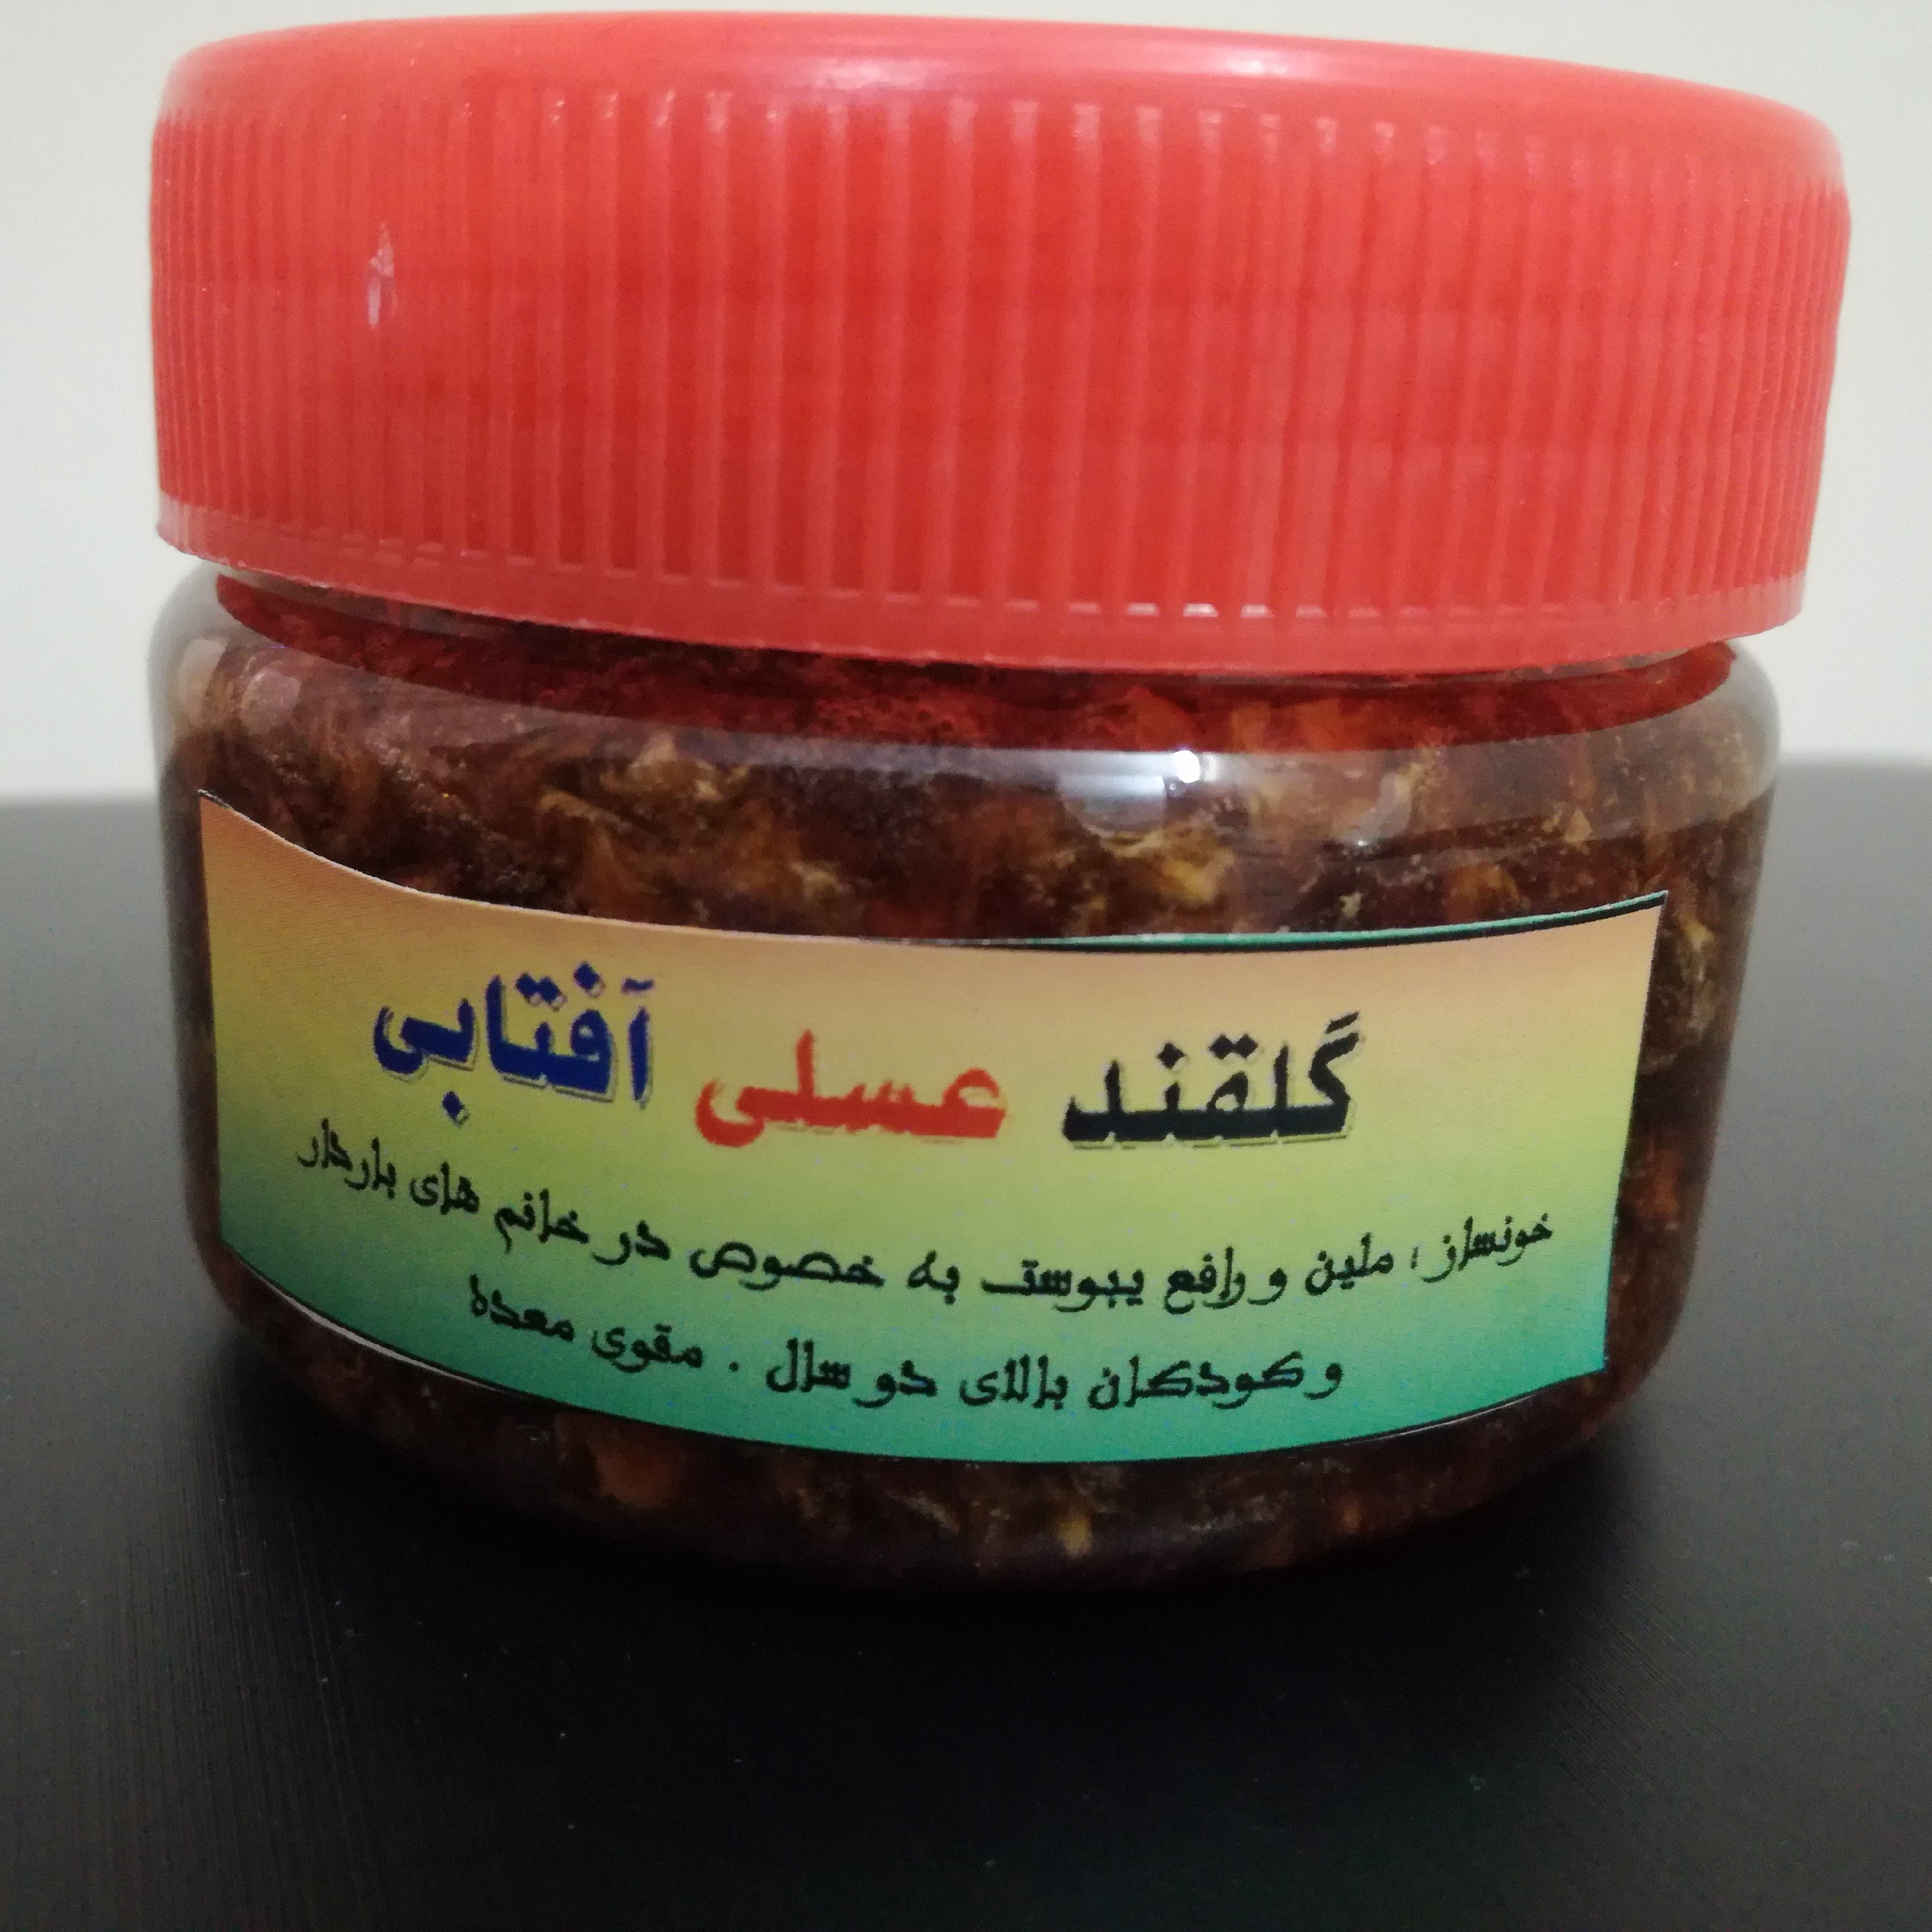 گلقند عسلی آفتابی
خونساز، ملین و رافع یبوست به خصوص در خانم های باردار
و کودکان بالای دو سال . مقوی معده